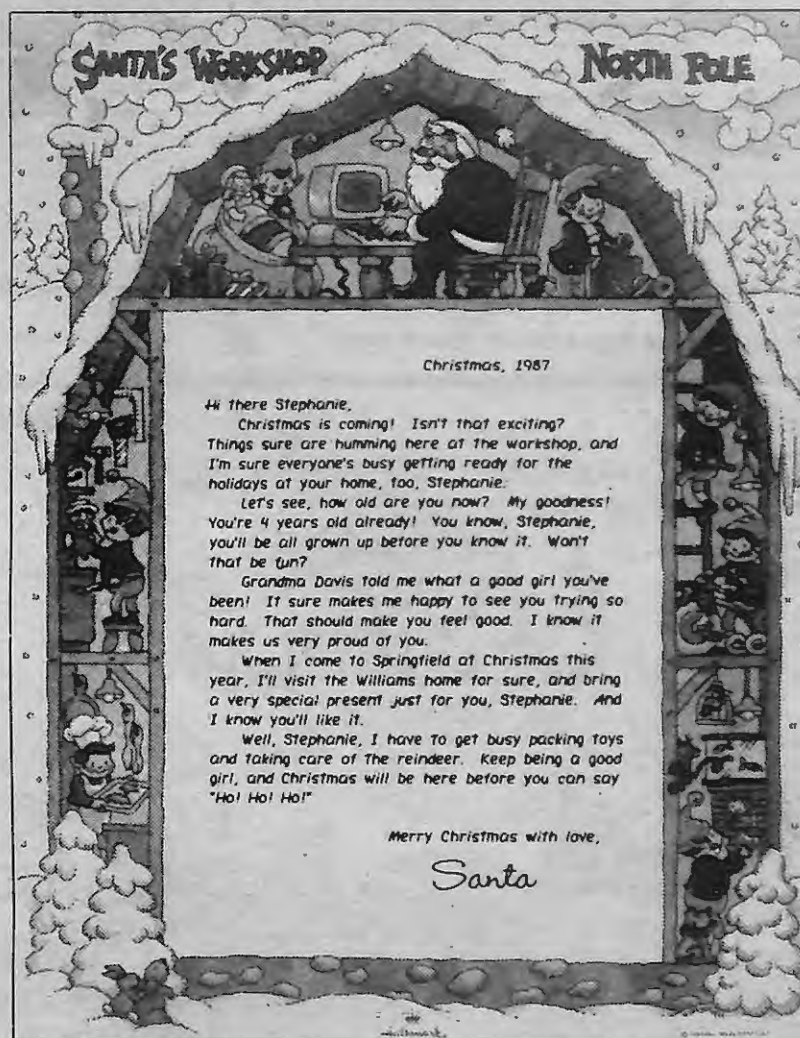 SANTA'S WORKSHOP
NORTH POLE
Christmas, 1987
Hi there Stephanie,
Christmas is coming! Isn't that exciting?
Things sure are humming here at the workshop, and
I'm sure everyone's busy getting ready for the
holidays at your home, too, Stephanie.
Let's see, how old are you now? My goodness!
You're 4 years old already! You know, Stephanie,
you'll be all grown up before you know it. Won't
that be fun?
Grandma Davis told me what a good girl you've
been! It sure makes me happy to see you trying so
hard. That should make you feel good. I know it
makes us very proud of you.
When I come to Springfield at Christmas this
year, I'll visit the Williams home for sure, and bring
a very special present just for you, Stephanie. And
I know you'll like it.
Well, Stephanie, I have to get busy packing toys
and taking care of the reindeer. Keep being a good
girl, and Christmas will be here before you can say
"Ho! Ho! Ho!"
Merry Christmas with love,
Santa
Hallmark